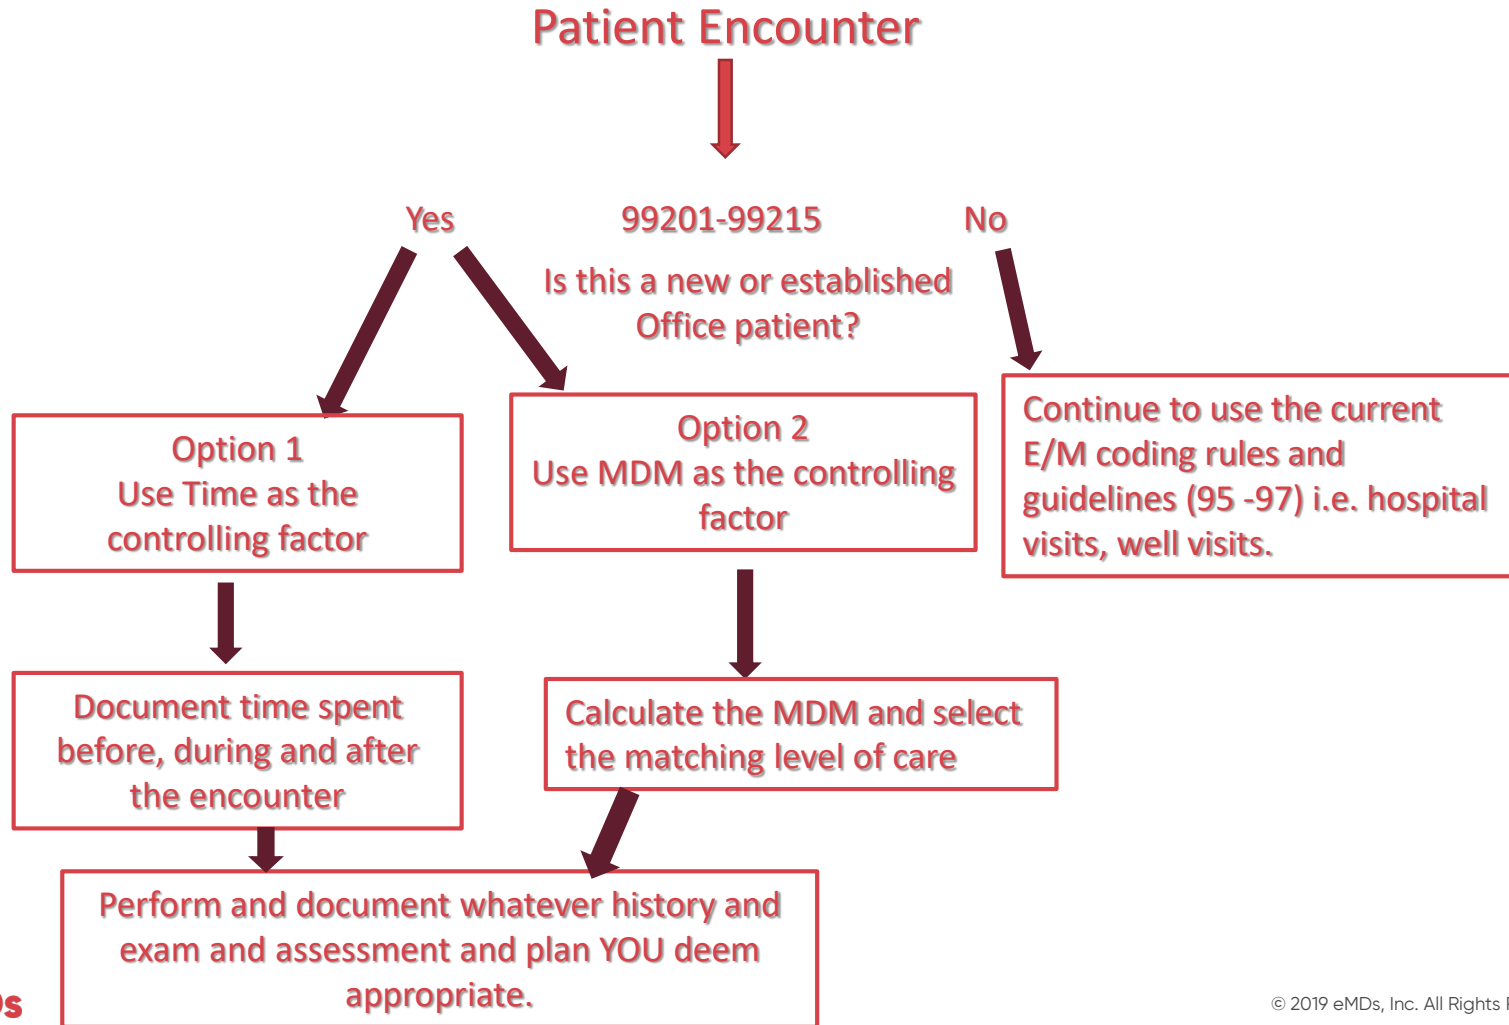 Patient Encounter
Yes
99201-99215
No
Is this a new or established
Office patient?
Option 1
Use Time as the
controlling factor
Option 2
Use MDM as the controlling
factor
Continue to use the current
E/M coding rules and
guidelines (95 -97) i.e. hospital
visits, well visits.
Document time spent
before, during and after
the encounter
Calculate the MDM and select
the matching level of care
Perform and document whatever history and
exam and assessment and plan YOU deem
appropriate.
© 2019 eMDs, Inc. All Rights